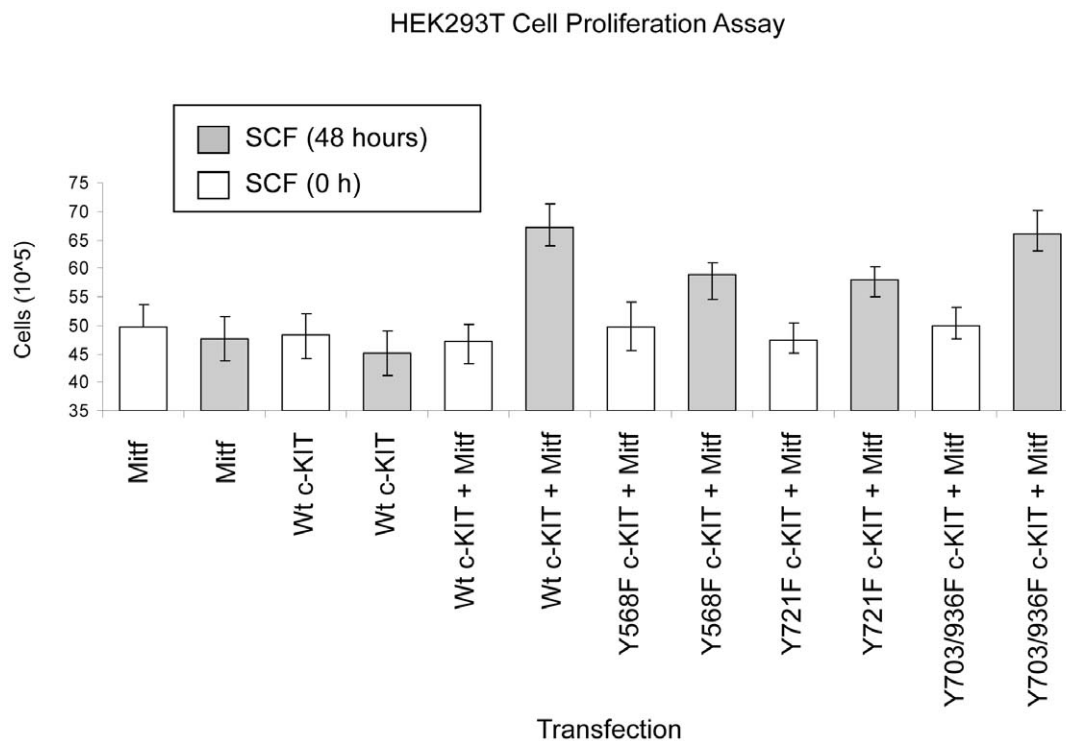 HEK293T Cell Proliferation Assay
SCF (48 hours)
SCF (0 h)
Cells (10^5)
75
70
65
60
55
50
45
40
35
Mitf
Mitf
Wt c-KIT
Wt c-KIT
Wt c-KIT + Mitf
Wt c-KIT + Mitf
Y568F c-KIT + Mitf
Y568F c-KIT + Mitf
Y721F c-KIT + Mitf
Y721F c-KIT + Mitf
Y703/936F c-KIT + Mitf
Y703/936F c-KIT + Mitf
Transfection